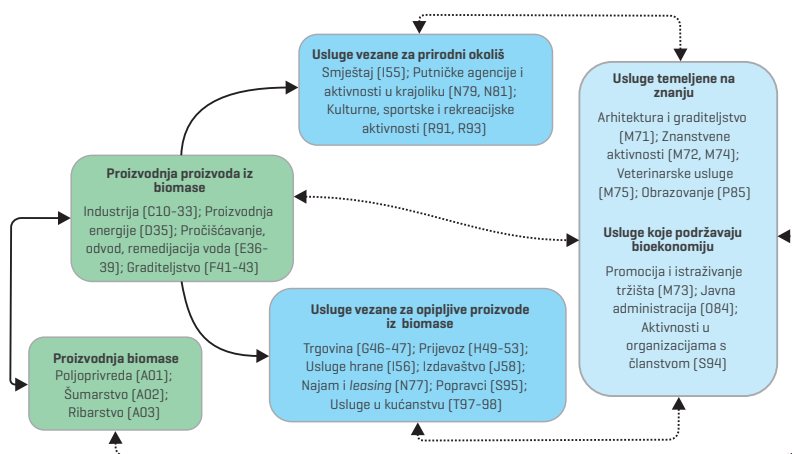 Usluge vezane za prirodni okoliš
Smještaj (I55); Putničke agencije i
aktivnosti u krajoliku (N79, N81);
Kulturne, sportske i rekreacijske
aktivnosti (R91, R93)
Usluge temeljene na
znanju
Arhitektura i graditeljstvo
(M71); Znanstvene
aktivnosti (M72, M74);
Veterinarske usluge
(M75); Obrazovanje (P85)
Usluge koje podržavaju
bioekonomiju
Promocija i istraživanje
tržišta (M73); Javna
administracija (O84);
Aktivnosti u
organizacijama s
članstvom (S94)
Proizvodnja proizvoda iz
biomase
Industrija (C10-33); Proizvodnja
energije (D35); Pročišćavanje,
odvod, remedijacija voda (E36-
39); Graditeljstvo (F41-43)
Usluge vezane za opipljive proizvode
iz biomase
Trgovina (G46-47); Prijevoz (H49-53);
Usluge hrane (I56); Izdavaštvo (J58);
Najam i leasing (N77); Popravci (S95);
Usluge u kućanstvu (T97-98)
Proizvodnja biomase
Poljoprivreda (A01);
Šumarstvo (A02);
Ribarstvo (A03)